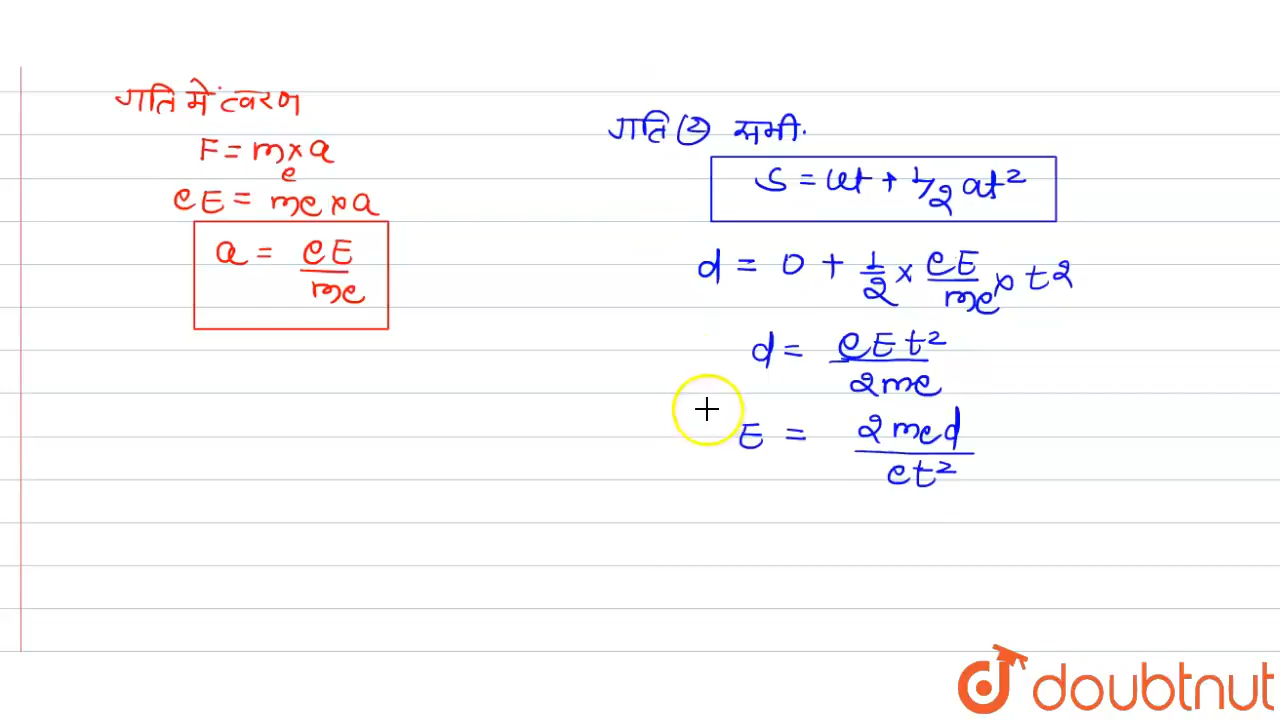 गति में त्वरण
F = mₑ × a
eE = me × a
a = eE/me
गति (2) समी.
S = ut + 1/2 at²
d = 0 + 1/2 × eE/me × t2
d = eEt²/2me
E = 2med/et²
doubtnut